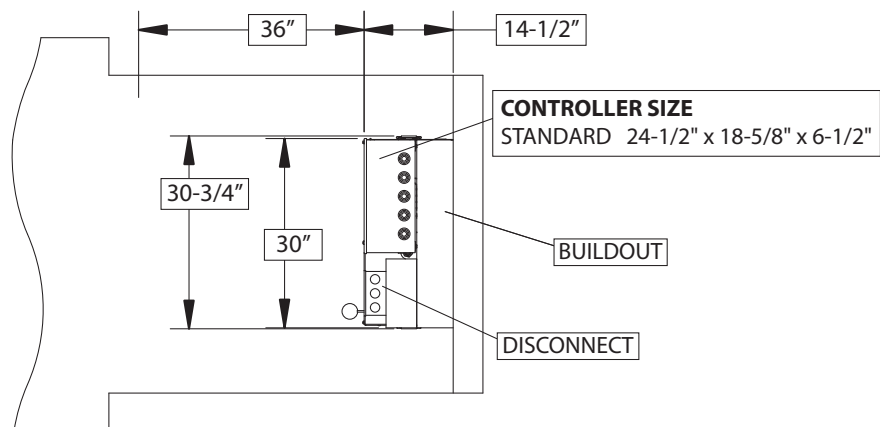 36”
14-1/2”
CONTROLLER SIZE
STANDARD 24-1/2" x 18-5/8" x 6-1/2"
30-3/4”
30”
BUILDOUT
DISCONNECT